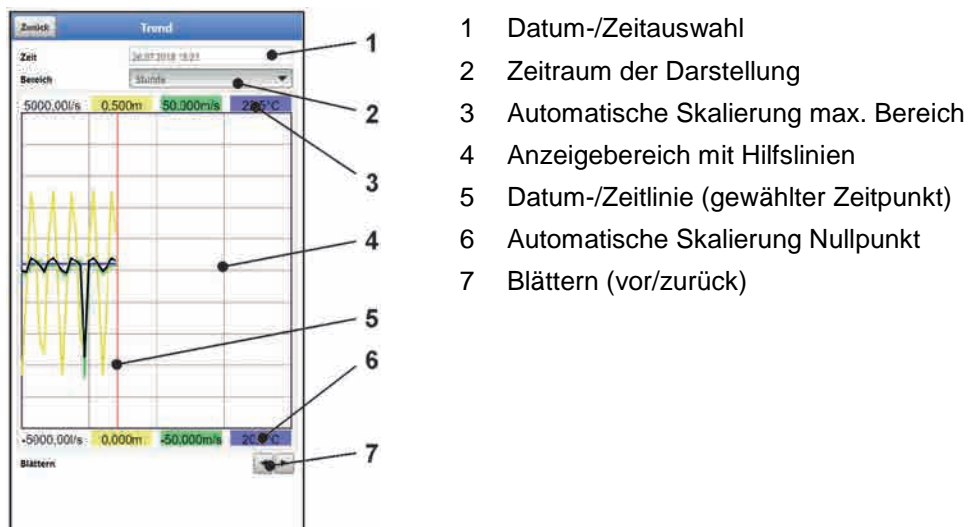 Zurück Trend
Zeit
Bereich Stunde
5000,00l/s 0.500m 50.000m/s
-5000,00l/s 0.000m -50.000m/s
Blättern
1
2
3
4
5
6
7
1 Datum-/Zeitauswahl
2 Zeitraum der Darstellung
3 Automatische Skalierung max. Bereich
4 Anzeigebereich mit Hilfslinien
5 Datum-/Zeitlinie (gewählter Zeitpunkt)
6 Automatische Skalierung Nullpunkt
7 Blättern (vor/zurück)